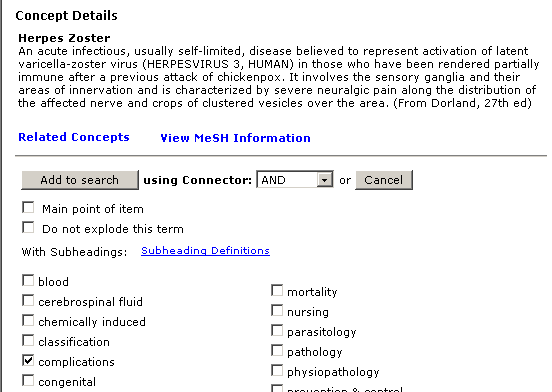 Concept Details
Herpes Zoster
An acute infectious, usually self-limited, disease believed to represent activation of latent
varicella-zoster virus (HERPESVIRUS 3, HUMAN) in those who have been rendered partially
immune after a previous attack of chickenpox. It involves the sensory ganglia and their
areas of innervation and is characterized by severe neuralgic pain along the distribution of
the affected nerve and crops of clustered vesicles over the area. (From Dorland, 27th ed)
Related Concepts View MeSH Information
Add to search using Connector: AND or Cancel
Main point of item
Do not explode this term
With Subheadings: Subheading Definitions
blood
cerebrospinal fluid
chemically induced
classification
complications
congenital
mortality
nursing
parasitology
pathology
physiopathology
prevention & control